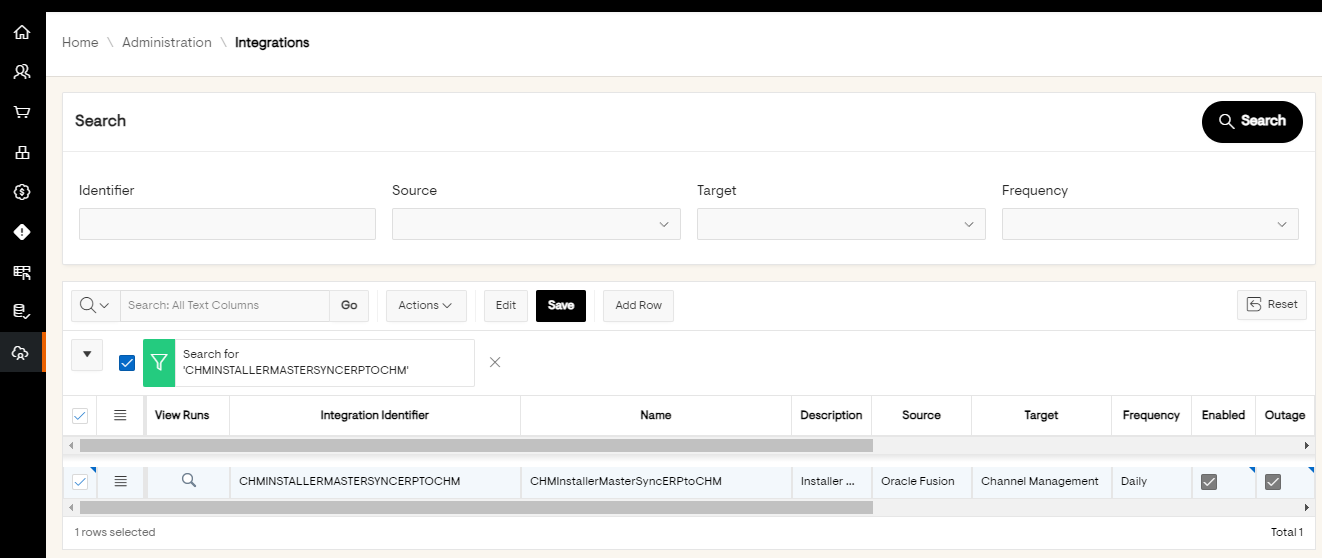 Home \ Administration \ Integrations
Search
Search
Identifier Source Target Frequency
Search: All Text Columns Go Actions Edit Save Add Row Reset
Search for
'CHMINSTALLERMASTERSYNCERPTOCHM'
View Runs Integration Identifier Name Description Source Target Frequency Enabled Outage
CHMINSTALLERMASTERSYNCERPTOCHM CHMInstallerMasterSyncERPtoCHM Installer ... Oracle Fusion Channel Management Daily
1 rows selected Total 1